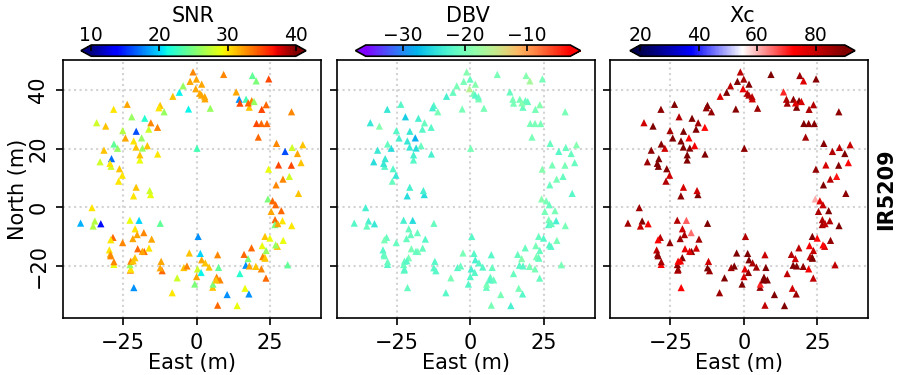 SNR DBV Xc
10 20 30 40 −30 −20 −10 20 40 60 80
40
20
0
−20
North (m)
IR5209
−25 0 25 −25 0 25 −25 0 25
East (m) East (m) East (m)